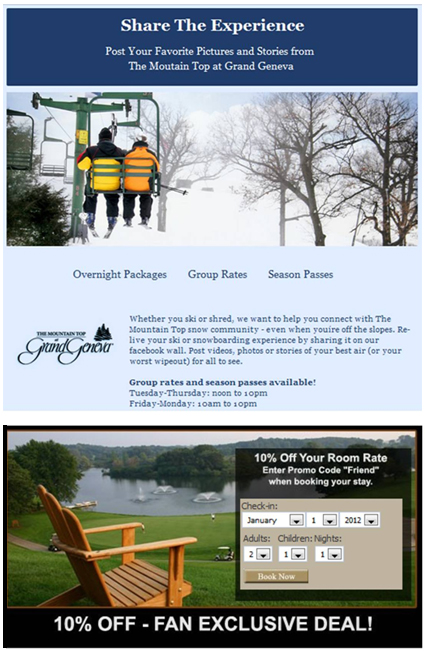 Share The Experience
Post Your Favorite Pictures and Stories from
The Moutain Top at Grand Geneva
Overnight Packages Group Rates Season Passes
THE MOUNTAIN TOP
AT
Grand Geneva
Whether you ski or shred, we want to help you connect with The
Mountain Top snow community - even when youíre off the slopes. Re-
live your ski or snowboarding experience by sharing it on our
facebook wall. Post videos, photos or stories of your best air (or your
worst wipeout) for all to see.
Group rates and season passes available!
Tuesday-Thursday: noon to 10pm
Friday-Monday: 10am to 10pm
10% Off Your Room Rate
Enter Promo Code "Friend"
when booking your stay.
Check-in:
January 1 2012
Adults: Children: Nights:
2 1 1
Book Now
10% OFF - FAN EXCLUSIVE DEAL!